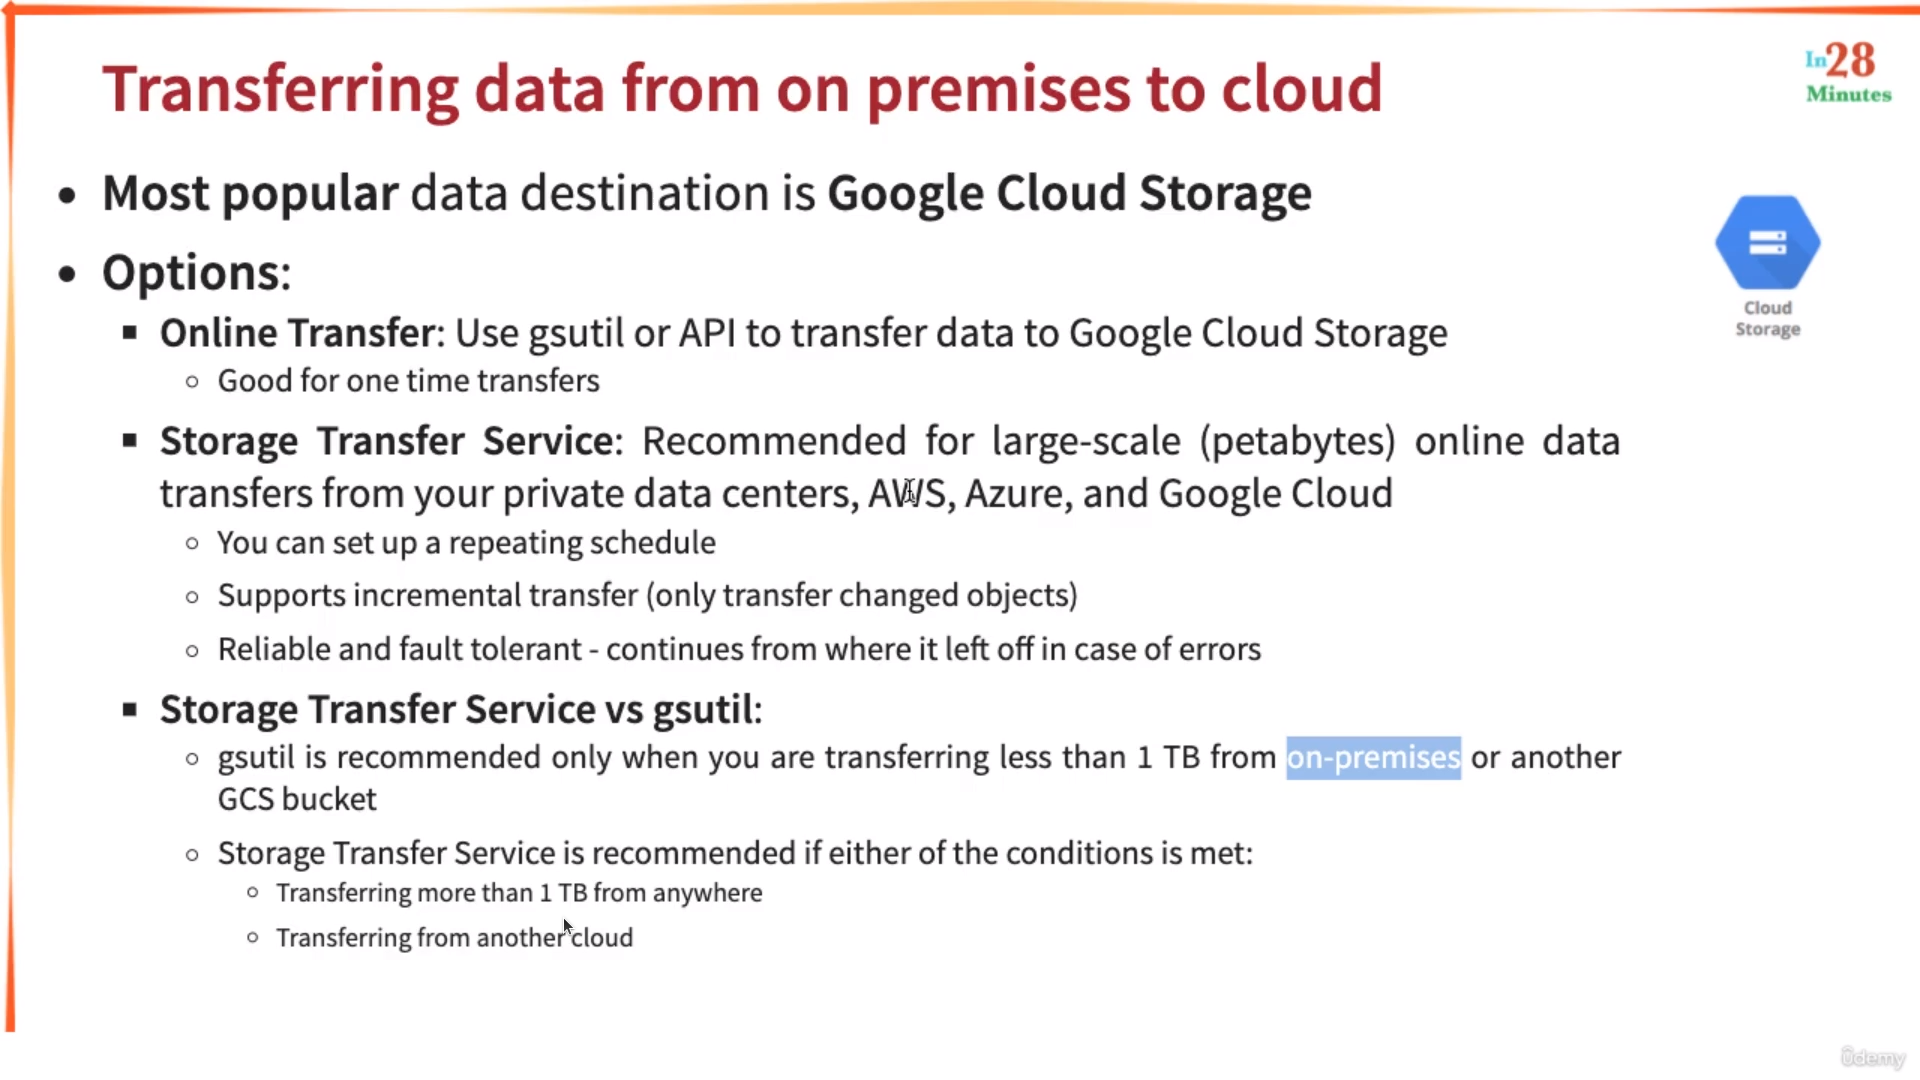 Transferring data from on premises to cloud
In28
Minutes
• Most popular data destination is Google Cloud Storage
• Options:
Cloud
Storage
▪ Online Transfer: Use gsutil or API to transfer data to Google Cloud Storage
○ Good for one time transfers
▪ Storage Transfer Service: Recommended for large-scale (petabytes) online data
transfers from your private data centers, AWS, Azure, and Google Cloud
○ You can set up a repeating schedule
○ Supports incremental transfer (only transfer changed objects)
○ Reliable and fault tolerant - continues from where it left off in case of errors
▪ Storage Transfer Service vs gsutil:
○ gsutil is recommended only when you are transferring less than 1 TB from on-premises or another
GCS bucket
○ Storage Transfer Service is recommended if either of the conditions is met:
○ Transferring more than 1 TB from anywhere
○ Transferring from another cloud
ûdemy